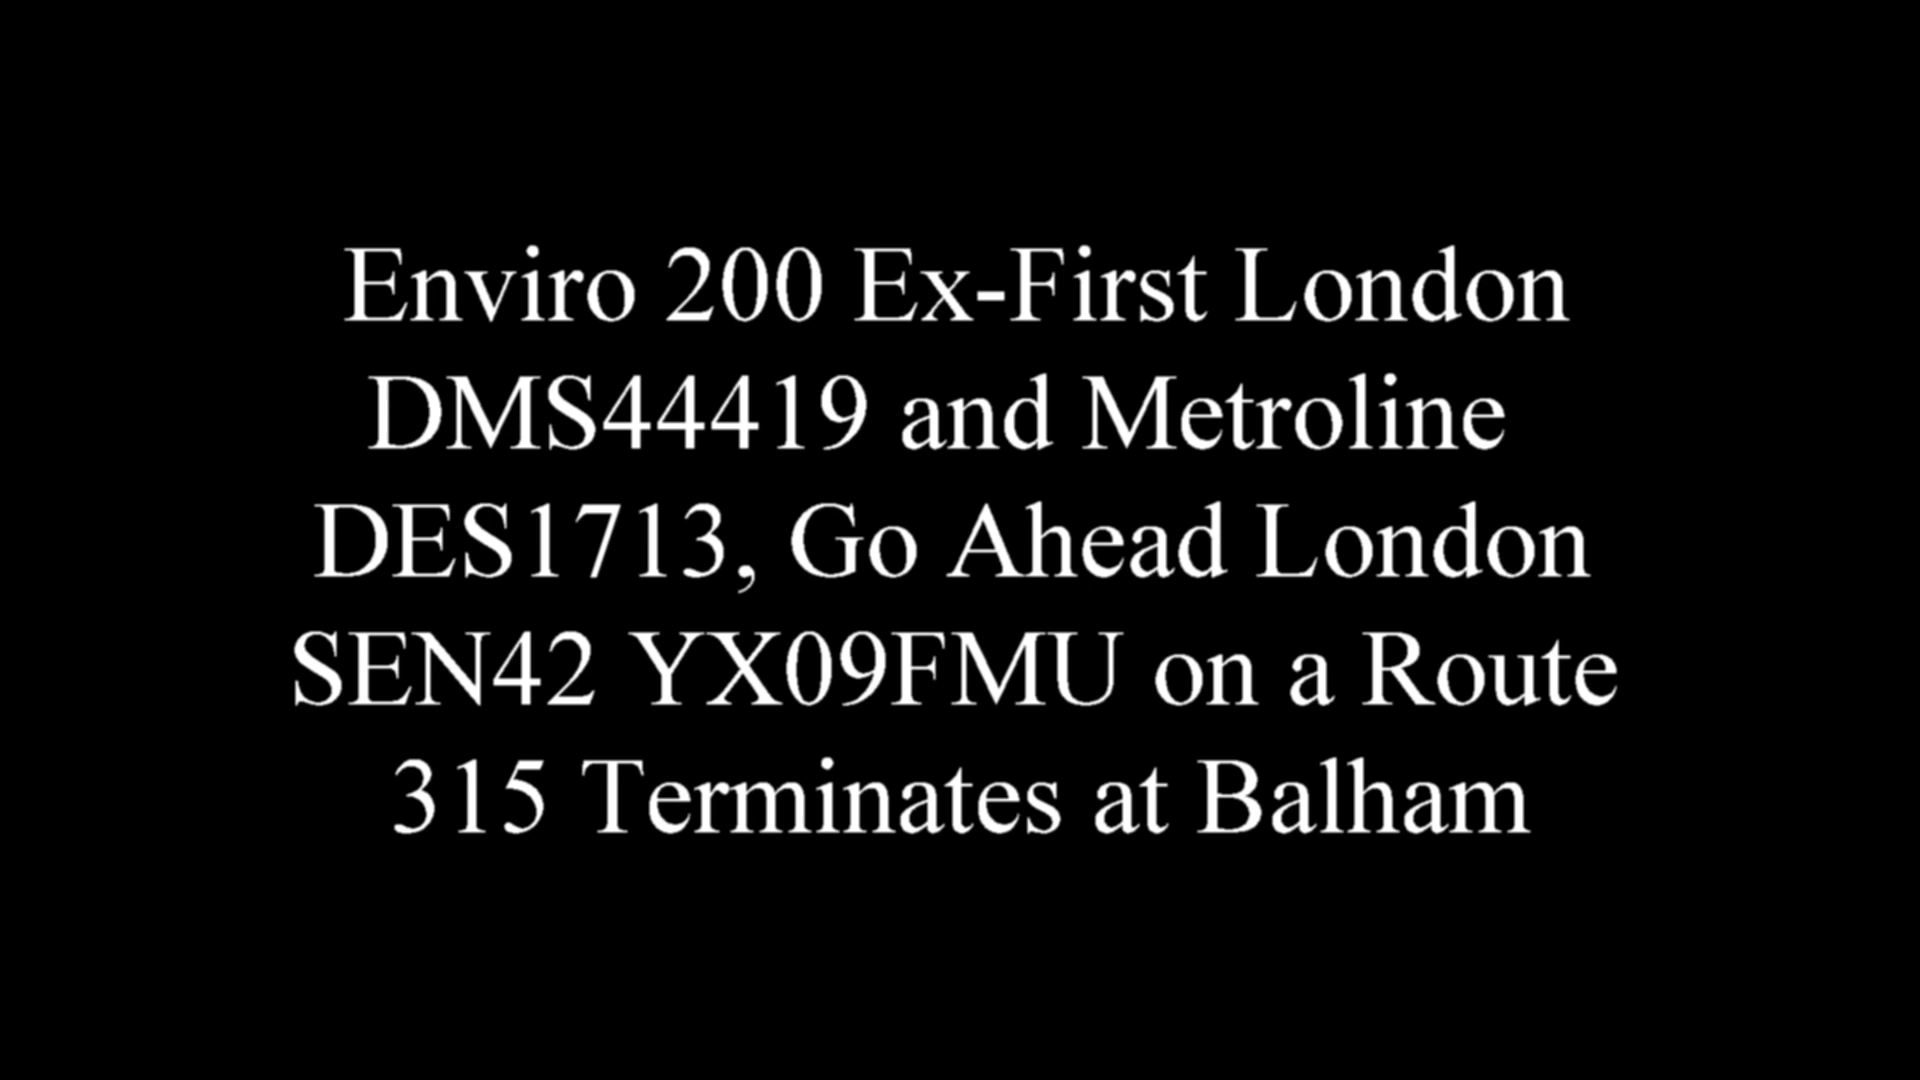 Enviro 200 Ex-First London
DMS44419 and Metroline
DES1713, Go Ahead London
SEN42 YX09FMU on a Route
315 Terminates at Balham